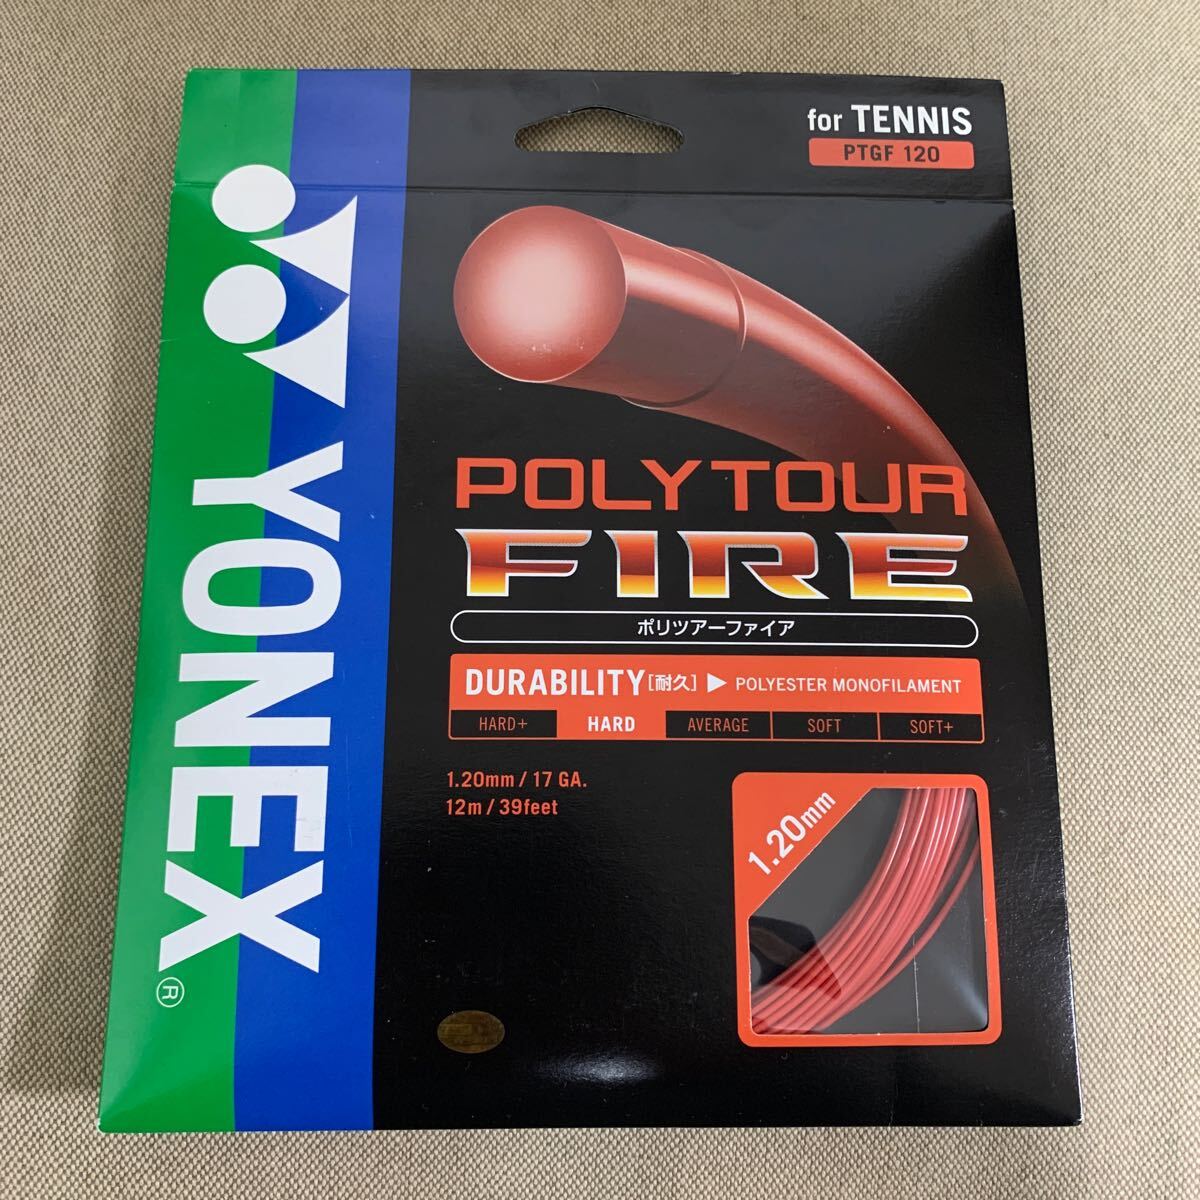 for TENNIS
PTGF 120
YONEX®
POLYTOUR
FIRE
ポリツアーファイア
DURABILITY [耐久] ▶ POLYESTER MONOFILAMENT
HARD+ HARD AVERAGE SOFT SOFT+
1.20mm / 17 GA.
12m / 39feet
1.20mm